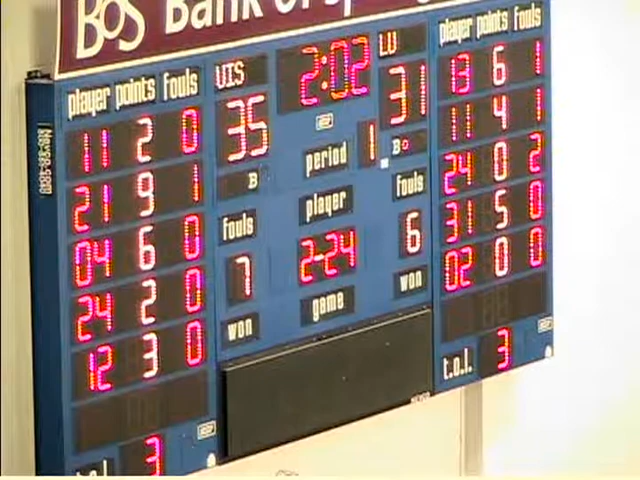 BOS Bank of
player points fouls
VIS 2:02 LU
player points fouls
11 2 0
35 31
13 6 1
21 9 1
period 1
11 4 1
04 6 0
B
B
24 0 2
24 2 0
fouls player fouls
31 5 0
12 3 0
7 2-24 6
02 0 0
won game won
t.o.l. 3
t.o.l. 3